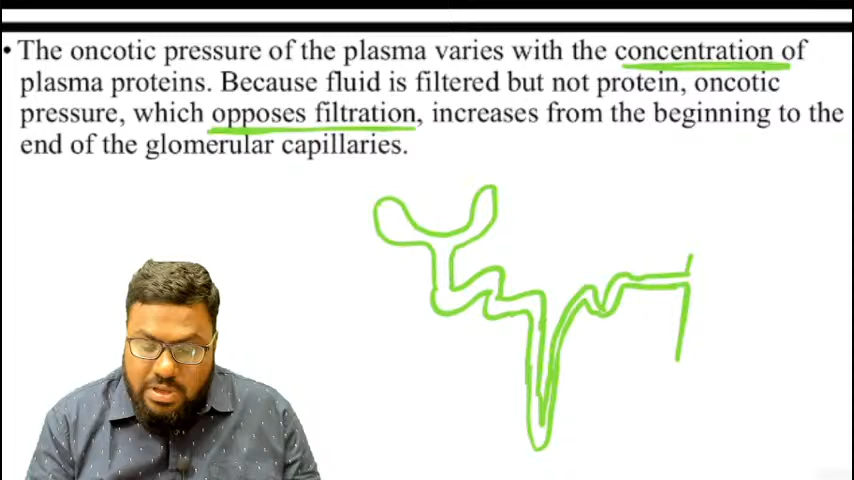 • The oncotic pressure of the plasma varies with the concentration of
plasma proteins. Because fluid is filtered but not protein, oncotic
pressure, which opposes filtration, increases from the beginning to the
end of the glomerular capillaries.